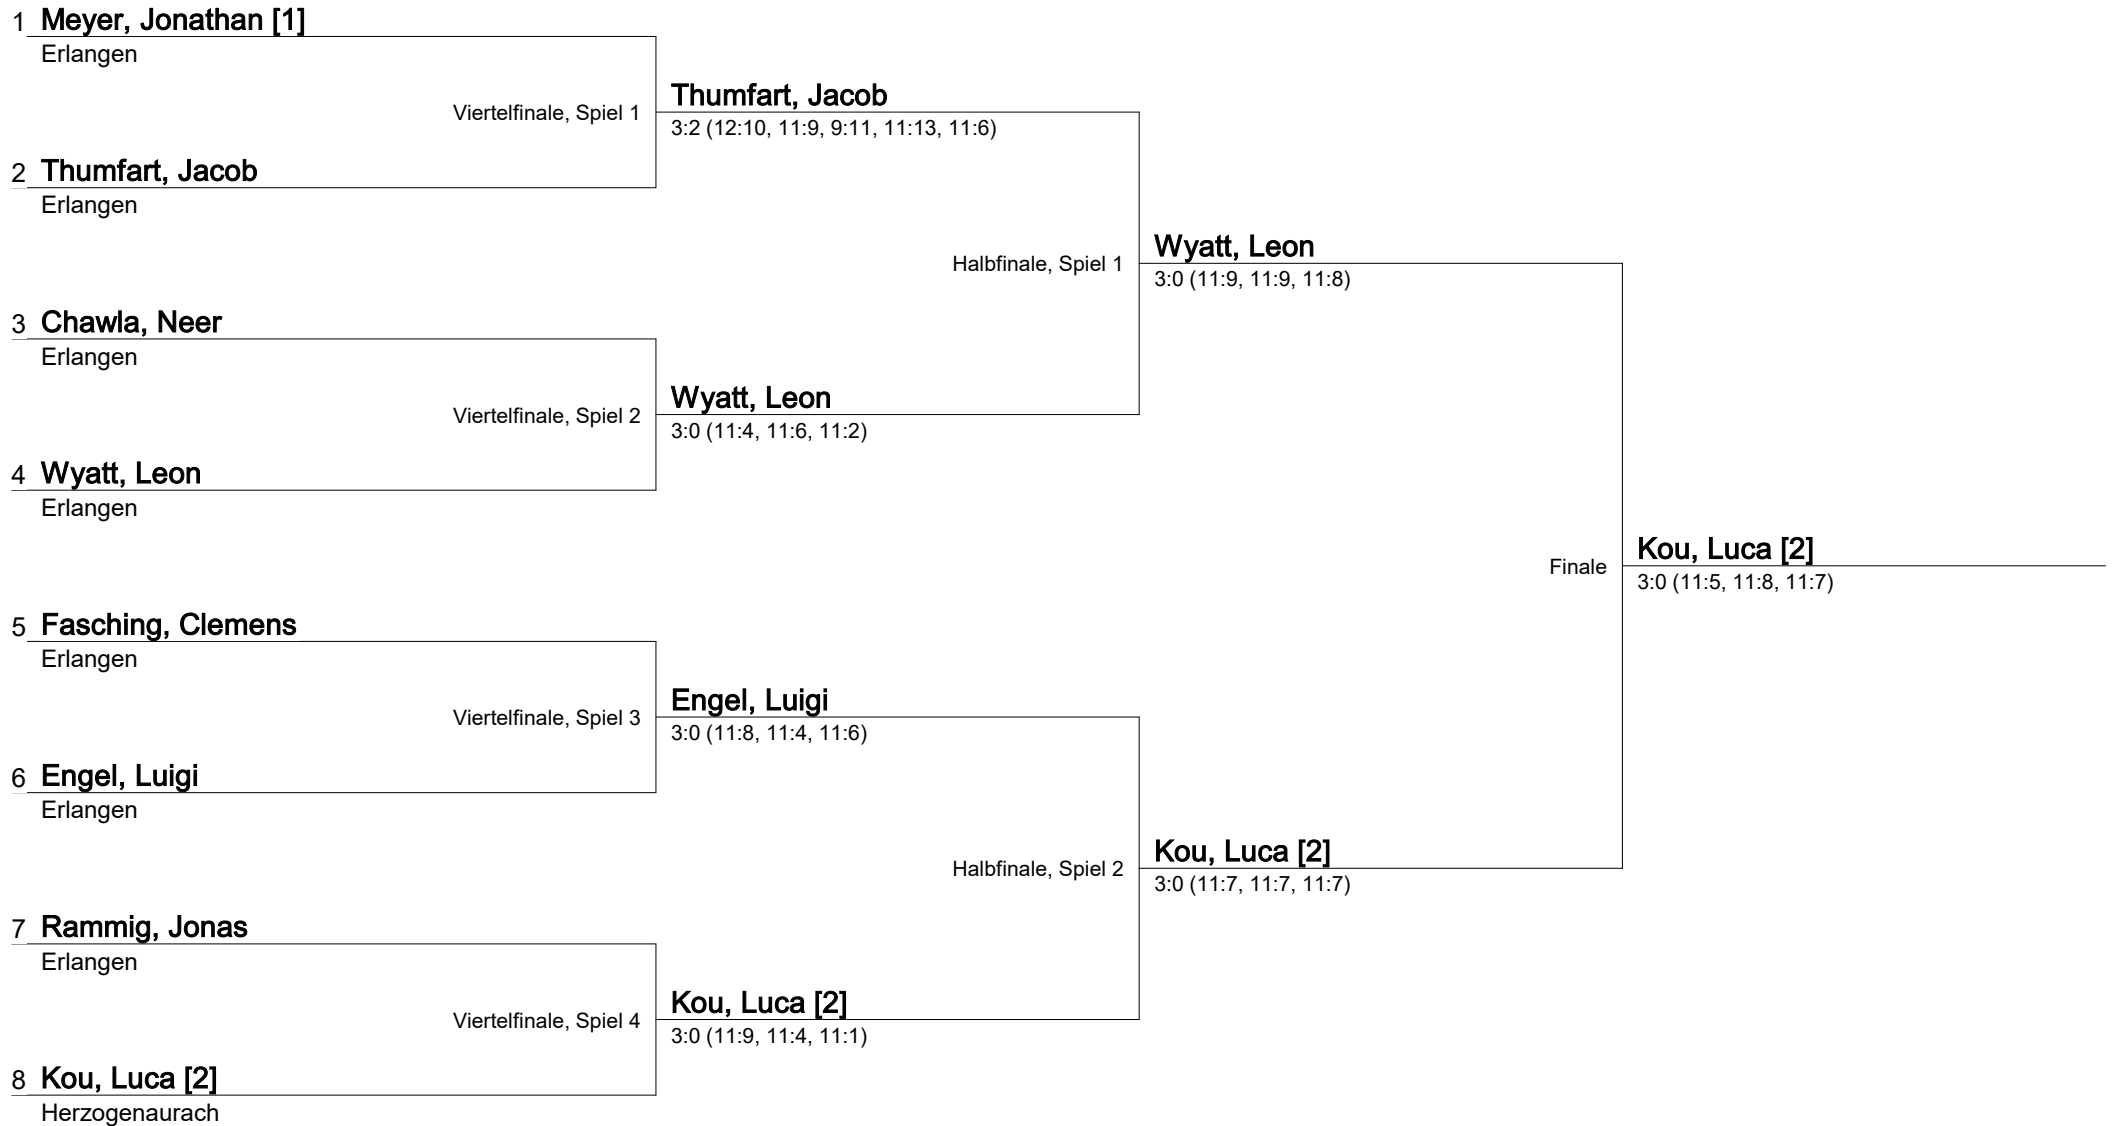 1 Meyer, Jonathan [1]
Erlangen
Viertelfinale, Spiel 1
Thumfart, Jacob
3:2 (12:10, 11:9, 9:11, 11:13, 11:6)
2 Thumfart, Jacob
Erlangen
Halbfinale, Spiel 1
Wyatt, Leon
3:0 (11:9, 11:9, 11:8)
3 Chawla, Neer
Erlangen
Viertelfinale, Spiel 2
Wyatt, Leon
3:0 (11:4, 11:6, 11:2)
4 Wyatt, Leon
Erlangen
Finale
Kou, Luca [2]
3:0 (11:5, 11:8, 11:7)
5 Fasching, Clemens
Erlangen
Viertelfinale, Spiel 3
Engel, Luigi
3:0 (11:8, 11:4, 11:6)
6 Engel, Luigi
Erlangen
Halbfinale, Spiel 2
Kou, Luca [2]
3:0 (11:7, 11:7, 11:7)
7 Rammig, Jonas
Erlangen
Viertelfinale, Spiel 4
Kou, Luca [2]
3:0 (11:9, 11:4, 11:1)
8 Kou, Luca [2]
Herzogenaurach